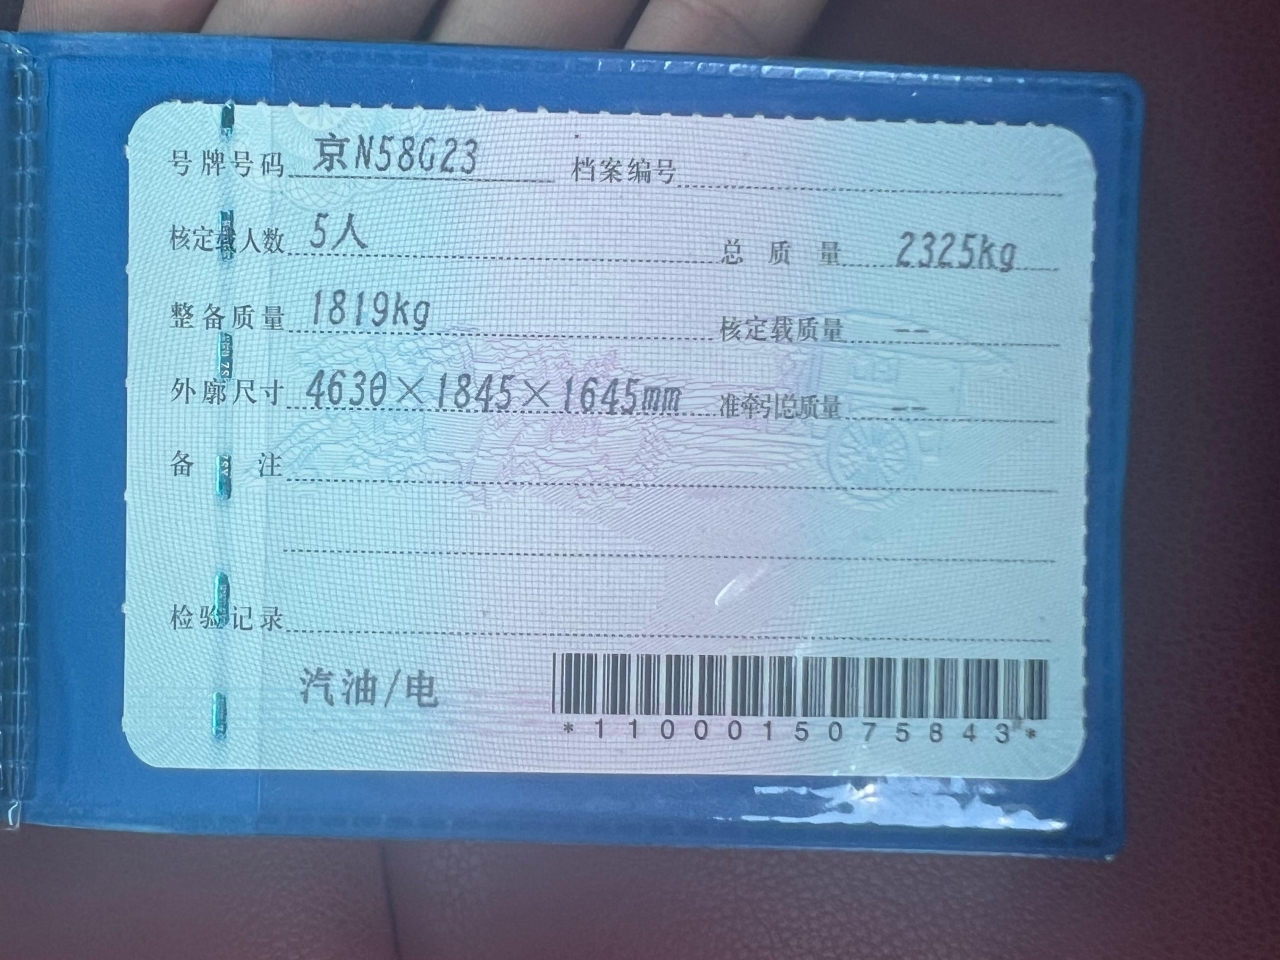 号牌号码 京N58G23 档案编号
核定载人数 5人 总质量 2325kg
整备质量 1819kg 核定载质量 --
外廓尺寸 4630×1845×1645mm 准牵引总质量 --
备注
检验记录
汽油/电
*1100015075843*